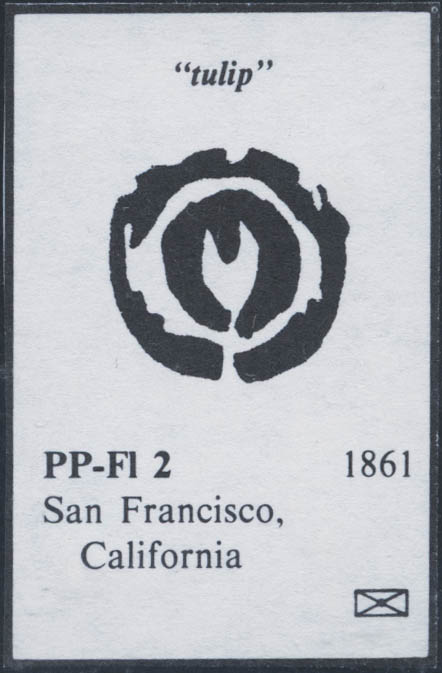 “tulip”
PP-Fl 2 1861
San Francisco,
California